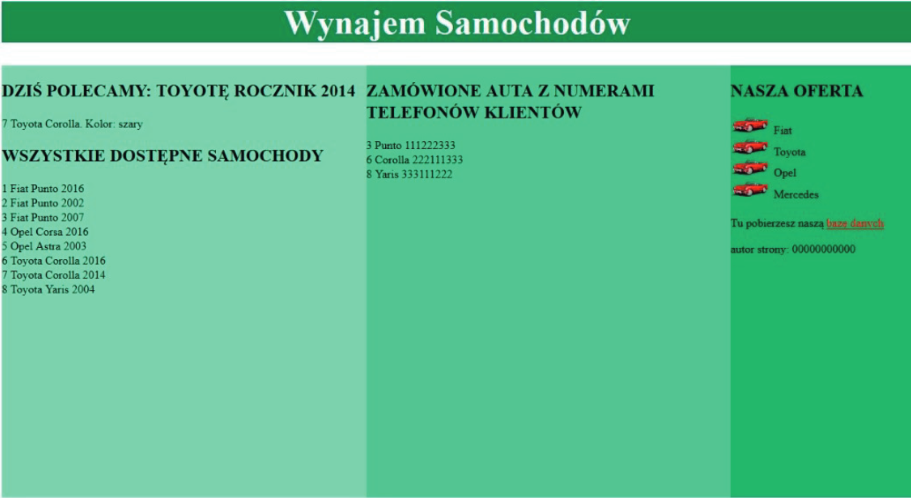 Wynajem Samochodów
DZIŚ POLECAMY: TOYOTĘ ROCZNIK 2014
7 Toyota Corolla. Kolor: szary
WSZYSTKIE DOSTĘPNE SAMOCHODY
1 Fiat Punto 2016
2 Fiat Punto 2002
3 Fiat Punto 2007
4 Opel Corsa 2016
5 Opel Astra 2003
6 Toyota Corolla 2016
7 Toyota Corolla 2014
8 Toyota Yaris 2004
ZAMÓWIONE AUTA Z NUMERAMI
TELEFONÓW KLIENTÓW
3 Punto 111222333
6 Corolla 222111333
8 Yaris 333111222
NASZA OFERTA
Fiat
Toyota
Opel
Mercedes
Tu pobierzesz naszą bazę danych
autor strony: 00000000000